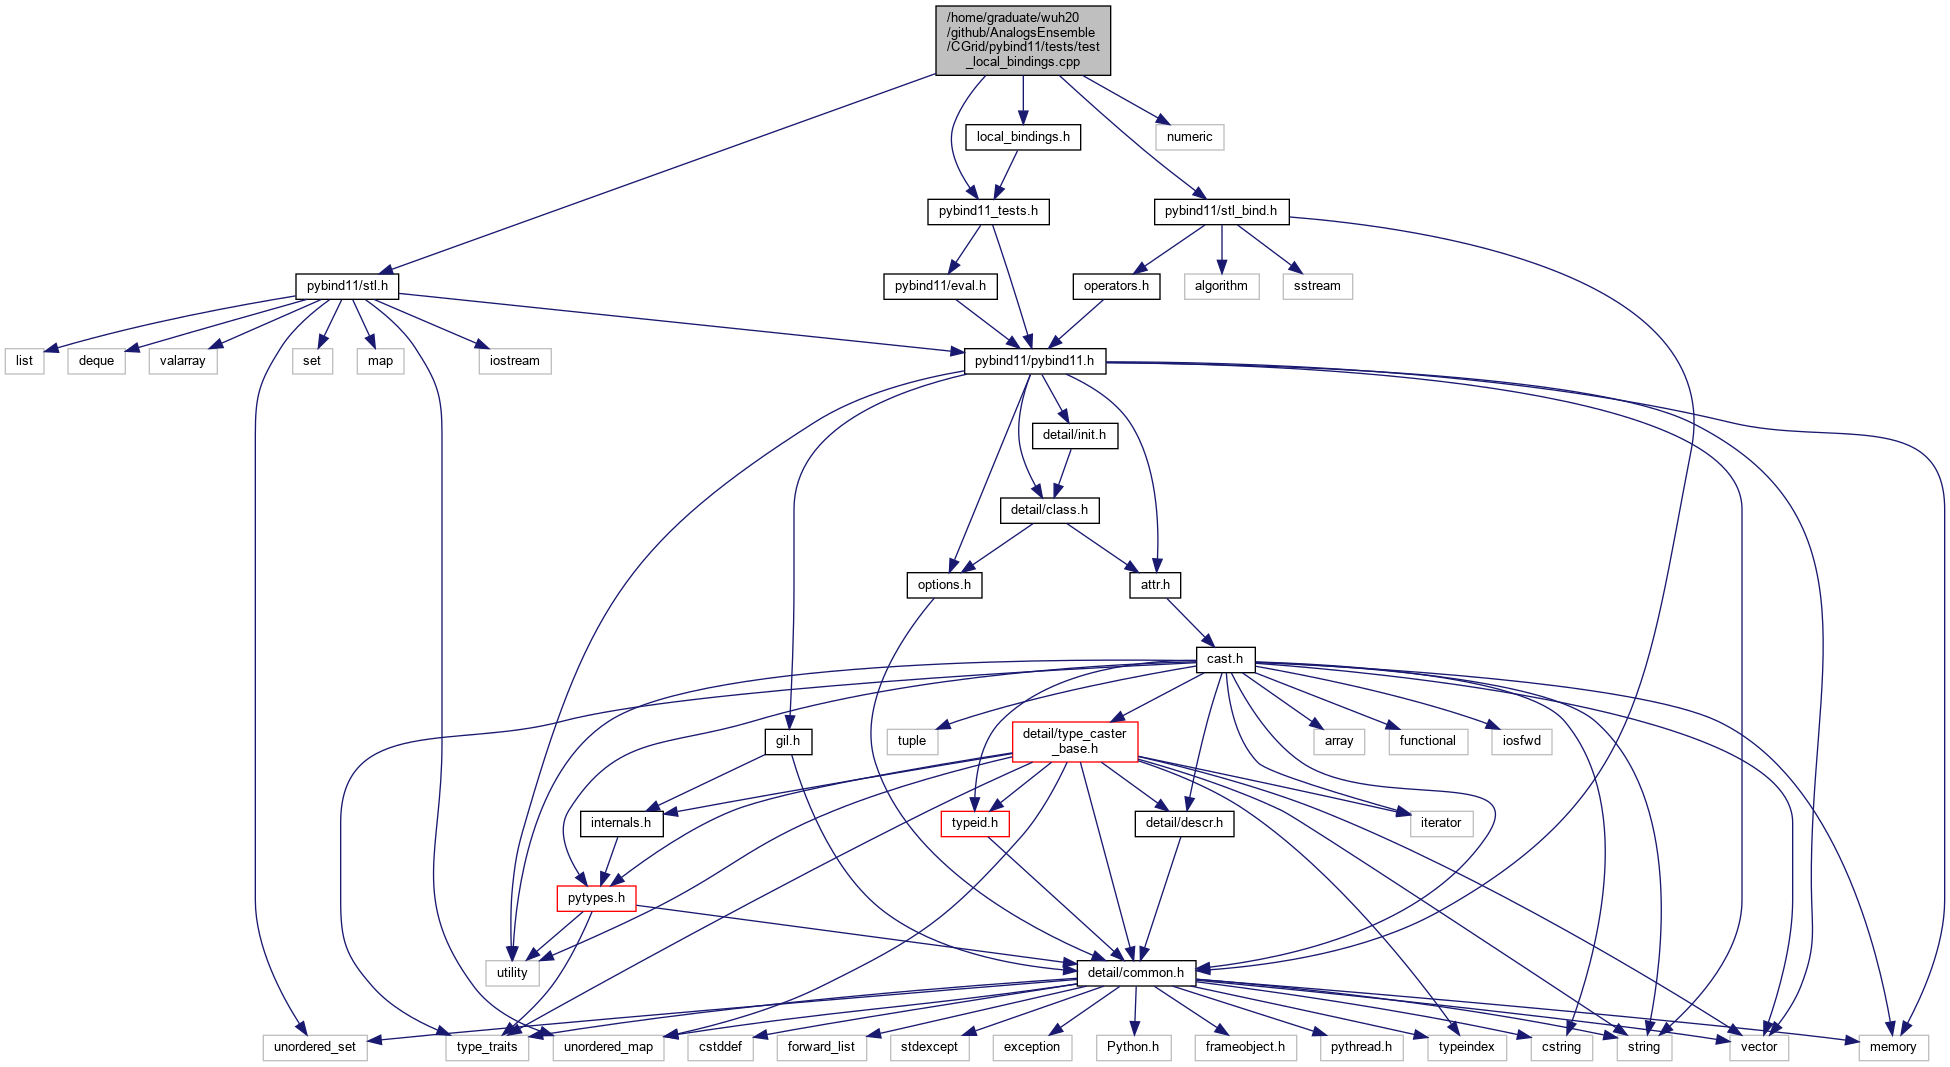 /home/graduate/wuh20
/github/AnalogsEnsemble
/CGrid/pybind11/tests/test
_local_bindings.cpp
local_bindings.h
numeric
pybind11_tests.h
pybind11/stl_bind.h
pybind11/stl.h
pybind11/eval.h
operators.h
algorithm
sstream
list
deque
valarray
set
map
iostream
pybind11/pybind11.h
detail/init.h
detail/class.h
options.h
attr.h
cast.h
tuple
gil.h
detail/type_caster
_base.h
array
functional
iosfwd
internals.h
typeid.h
detail/descr.h
iterator
pytypes.h
utility
detail/common.h
unordered_set
type_traits
unordered_map
cstddef
forward_list
stdexcept
exception
Python.h
frameobject.h
pythread.h
typeindex
cstring
string
vector
memory